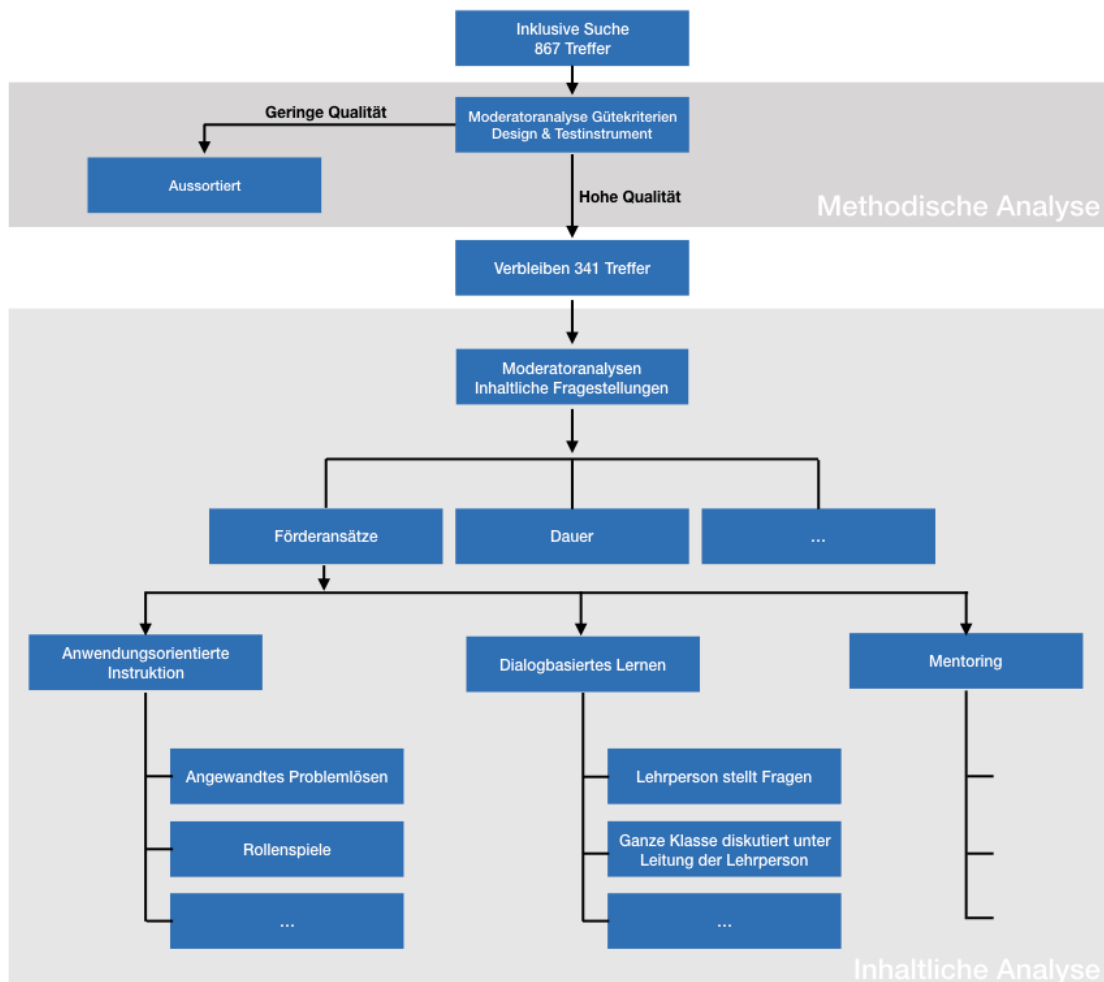 Inklusive Suche
867 Treffer
Geringe Qualität
Moderatoranalyse Gütekriterien
Design & Testinstrument
Aussortiert
Hohe Qualität
Methodische Analyse
Verbleiben 341 Treffer
Moderatoranalysen
Inhaltliche Fragestellungen
Förderansätze
Dauer
...
Anwendungsorientierte
Instruktion
Dialogbasiertes Lernen
Mentoring
Angewandtes Problemlösen
Lehrperson stellt Fragen
Rollenspiele
Ganze Klasse diskutiert unter
Leitung der Lehrperson
...
...
Inhaltliche Analyse